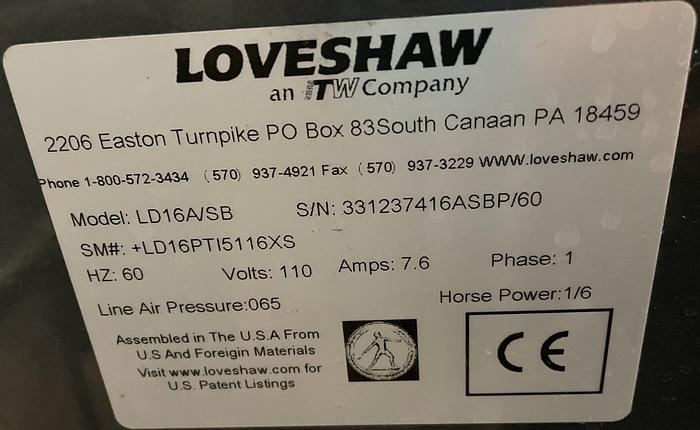 LOVESHAW
an ITW Company
2206 Easton Turnpike PO Box 83South Canaan PA 18459
Phone 1-800-572-3434 (570) 937-4921 Fax (570) 937-3229 WWW.loveshaw.com
Model: LD16A/SB S/N: 331237416ASBP/60
SM#: +LD16PTI5116XS
HZ: 60 Volts: 110 Amps: 7.6 Phase: 1
Line Air Pressure:065 Horse Power:1/6
Assembled in The U.S.A From
U.S And Foreigin Materials
Visit www.loveshaw.com for
U.S. Patent Listings
CE